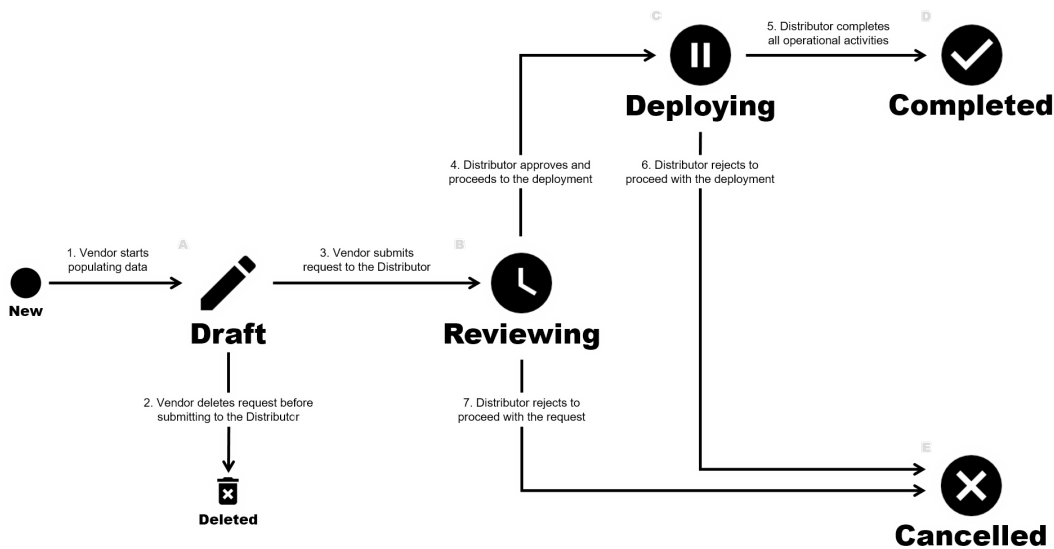 C
D
5. Distributor completes
all operational activities
Deploying
Completed
4. Distributor approves and
proceeds to the deployment
6. Distributor rejects to
proceed with the deployment
A
B
1. Vendor starts
populating data
3. Vendor submits
request to the Distributor
New
Draft
Reviewing
2. Vendor deletes request before
submitting to the Distributor
7. Distributor rejects to
proceed with the request
Deleted
E
Cancelled